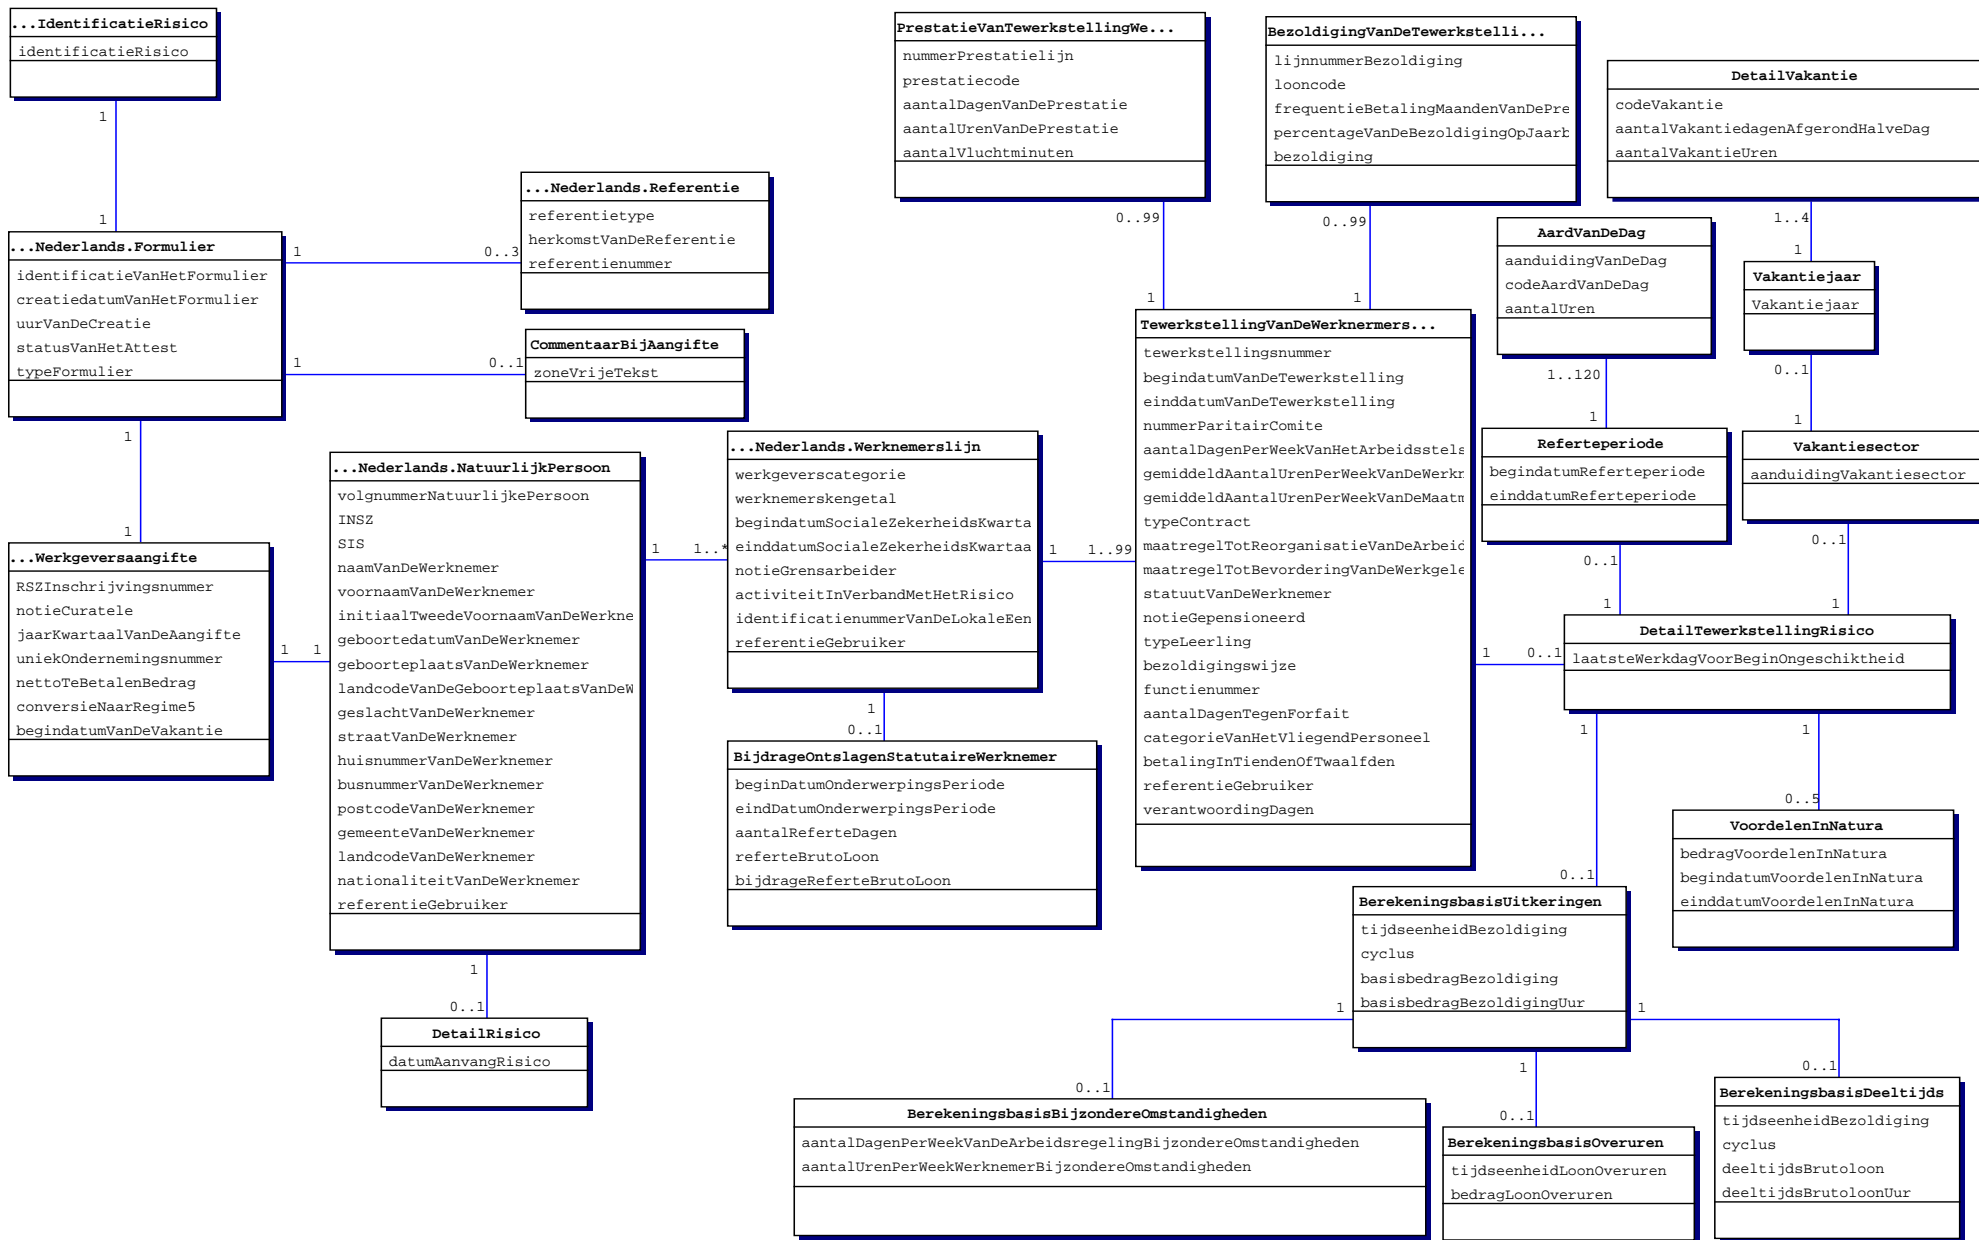 ...IdentificatieRisico
identificatieRisico
1
1
...Nederlands.Formulier
identificatieVanHetFormulier
creatiedatumVanHetFormulier
uurVanDeCreatie
statusVanHetAttest
typeFormulier
1
0..3
1
0..1
1
1
...Nederlands.Referentie
referentietype
herkomstVanDeReferentie
referentienummer
CommentaarBijAangifte
zoneVrijeTekst
...Werkgeversaangifte
RSZInschrijvingsnummer
notieCuratele
jaarKwartaalVanDeAangifte
uniekOndernemingsnummer
nettoTeBetalenBedrag
conversieNaarRegime5
begindatumVanDeVakantie
1
1
...Nederlands.NatuurlijkPersoon
volgnummerNatuurlijkePersoon
INSZ
SIS
naamVanDeWerknemer
voornaamVanDeWerknemer
initiaalTweedeVoornaamVanDeWerkne
geboortedatumVanDeWerknemer
geboorteplaatsVanDeWerknemer
landcodeVanDeGeboorteplaatsVanDeW
geslachtVanDeWerknemer
straatVanDeWerknemer
huisnummerVanDeWerknemer
busnummerVanDeWerknemer
postcodeVanDeWerknemer
gemeenteVanDeWerknemer
landcodeVanDeWerknemer
nationaliteitVanDeWerknemer
referentieGebruiker
1
0..1
DetailRisico
datumAanvangRisico
1
1..*
...Nederlands.Werknemerslijn
werkgeverscategorie
werknemerskengetal
begindatumSocialeZekerheidsKwarta
einddatumSocialeZekerheidsKwartaa
notieGrensarbeider
activiteitInVerbandMetHetRisico
identificatienummerVanDeLokaleEen
referentieGebruiker
1
0..1
BijdrageOntslagenStatutaireWerknemer
beginDatumOnderwerpingsPeriode
eindDatumOnderwerpingsPeriode
aantalReferteDagen
referteBrutoLoon
bijdrageReferteBrutoLoon
1
1..99
PrestatieVanTewerkstellingWe...
nummerPrestatielijn
prestatiecode
aantalDagenVanDePrestatie
aantalUrenVanDePrestatie
aantalVluchtminuten
0..99
1
BezoldigingVanDeTewerkstelli...
lijnnummerBezoldiging
looncode
frequentieBetalingMaandenVanDePre
percentageVanDeBezoldigingOpJaarb
bezoldiging
0..99
1
TewerkstellingVanDeWerknermers...
tewerkstellingsnummer
begindatumVanDeTewerkstelling
einddatumVanDeTewerkstelling
nummerParitairComite
aantalDagenPerWeekVanHetArbeidsstels
gemiddeldAantalUrenPerWeekVanDeWerkn
gemiddeldAantalUrenPerWeekVanDeMaatm
typeContract
maatregelTotReorganisatieVanDeArbeid
maatregelTotBevorderingVanDeWerkgele
statuutVanDeWerknemer
notieGepensioneerd
typeLeerling
bezoldigingswijze
functienummer
aantalDagenTegenForfait
categorieVanHetVliegendPersoneel
betalingInTiendenOfTwaalfden
referentieGebruiker
verantwoordingDagen
1
0..1
DetailVakantie
codeVakantie
aantalVakantiedagenAfgerondHalveDag
aantalVakantieUren
1..4
1
Vakantiejaar
Vakantiejaar
0..1
1
Vakantiesector
aanduidingVakantiesector
0..1
1
AardVanDeDag
aanduidingVanDeDag
codeAardVanDeDag
aantalUren
1..120
1
Referteperiode
begindatumReferteperiode
einddatumReferteperiode
0..1
1
DetailTewerkstellingRisico
laatsteWerkdagVoorBeginOngeschiktheid
1
0..1
1
0..5
VoordelenInNatura
bedragVoordelenInNatura
begindatumVoordelenInNatura
einddatumVoordelenInNatura
BerekeningsbasisUitkeringen
tijdseenheidBezoldiging
cyclus
basisbedragBezoldiging
basisbedragBezoldigingUur
1
0..1
1
0..1
1
0..1
BerekeningsbasisBijzondereOmstandigheden
aantalDagenPerWeekVanDeArbeidsregelingBijzondereOmstandigheden
aantalUrenPerWeekWerknemerBijzondereOmstandigheden
BerekeningsbasisOveruren
tijdseenheidLoonOveruren
bedragLoonOveruren
BerekeningsbasisDeeltijds
tijdseenheidBezoldiging
cyclus
deeltijdsBrutoloon
deeltijdsBrutoloonUur